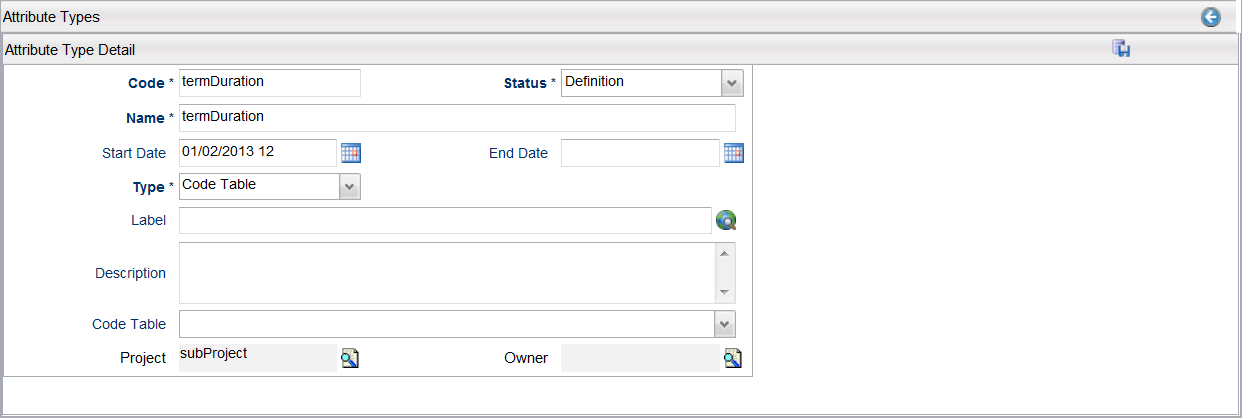 Attribute Types
Attribute Type Detail
Code * termDuration Status * Definition
Name * termDuration
Start Date 01/02/2013 12 End Date
Type * Code Table
Label
Description
Code Table
Project subProject Owner